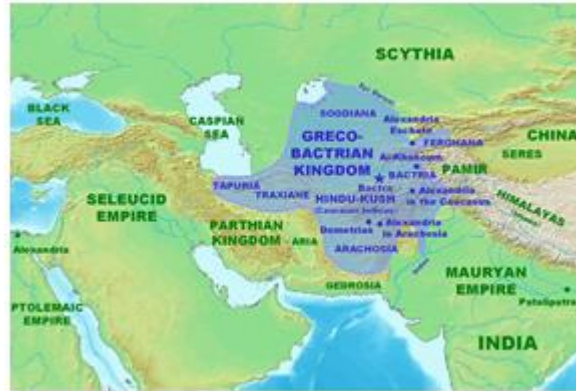 SCYTHIA
BLACK
SEA
CASPIAN
SEA
SOGDIANA
Alexandria
Eschate
FERGHANA
CHINA
SERES
GRECO-
BACTRIAN
KINGDOM
Ai-Khanoum
BACTRIA
PAMIR
Bactra
TAPURIA
TRAXIANE
HINDU-KUSH
Alexandria
in the Caucasus
HIMALAYAS
SELEUCID
EMPIRE
PARTHIAN
KINGDOM
ARIA
Demetrias
Alexandria
in Arachosia
ARACHOSIA
Alexandria
GEDROSIA
MAURYAN
EMPIRE
Pataliputra
PTOLEMAIC
EMPIRE
INDIA